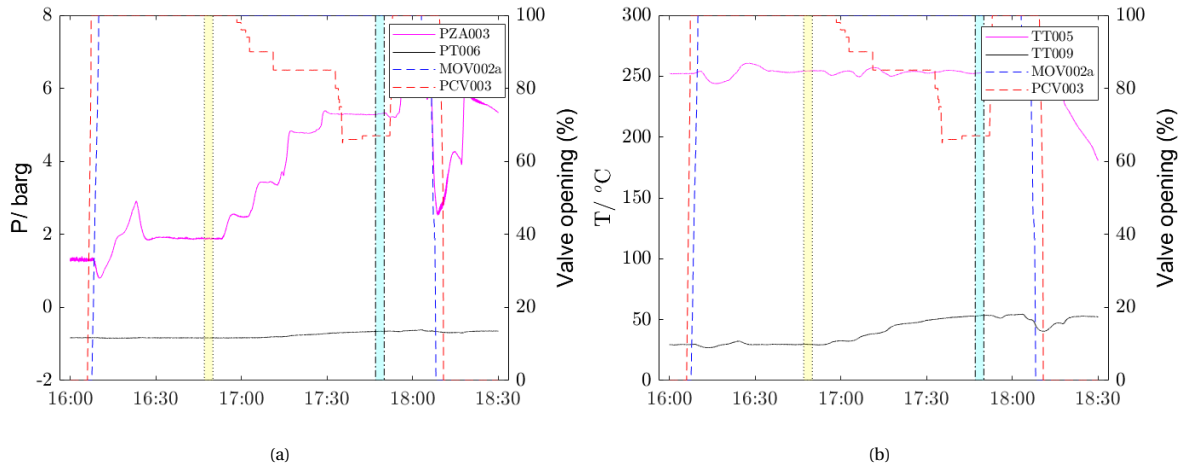 8
6
4
2
0
-2
P/ barg
16:00 16:30 17:00 17:30 18:00 18:30
100
80
60
40
20
0
Valve opening (%)
PZA003
PT006
MOV002a
PCV003
(a)
300
250
200
150
100
50
0
T/ °C
16:00 16:30 17:00 17:30 18:00 18:30
100
80
60
40
20
0
Valve opening (%)
TT005
TT009
MOV002a
PCV003
(b)